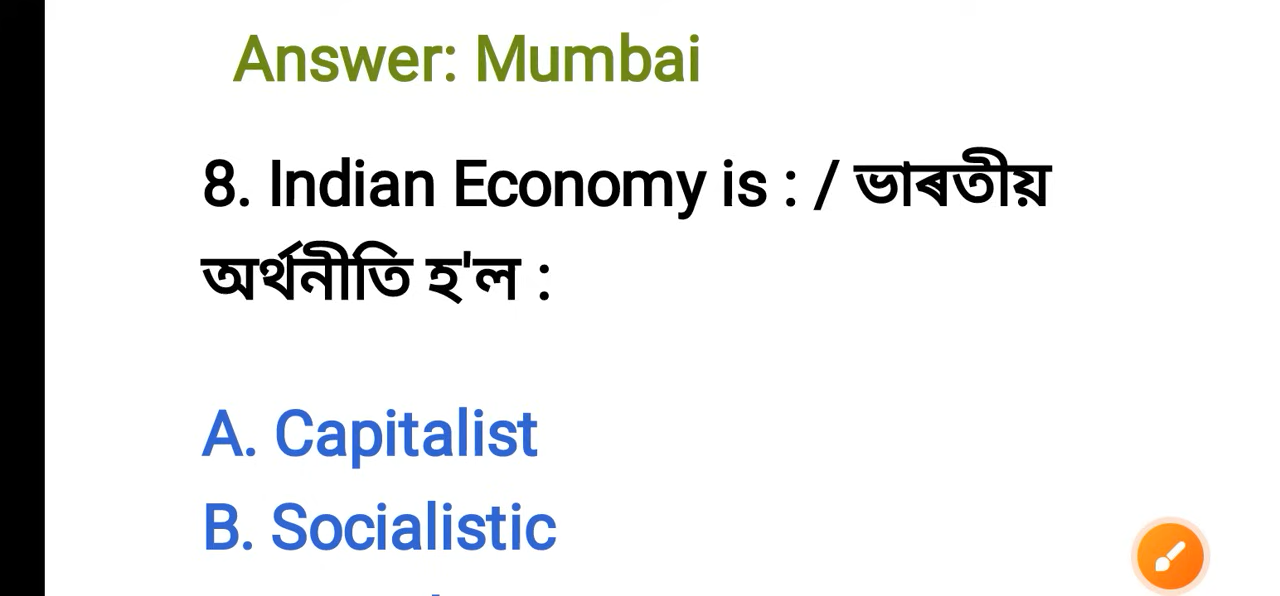 Answer: Mumbai
8. Indian Economy is : / ভাৰতীয়
অৰ্থনীতি হ'ল :
A. Capitalist
B. Socialistic